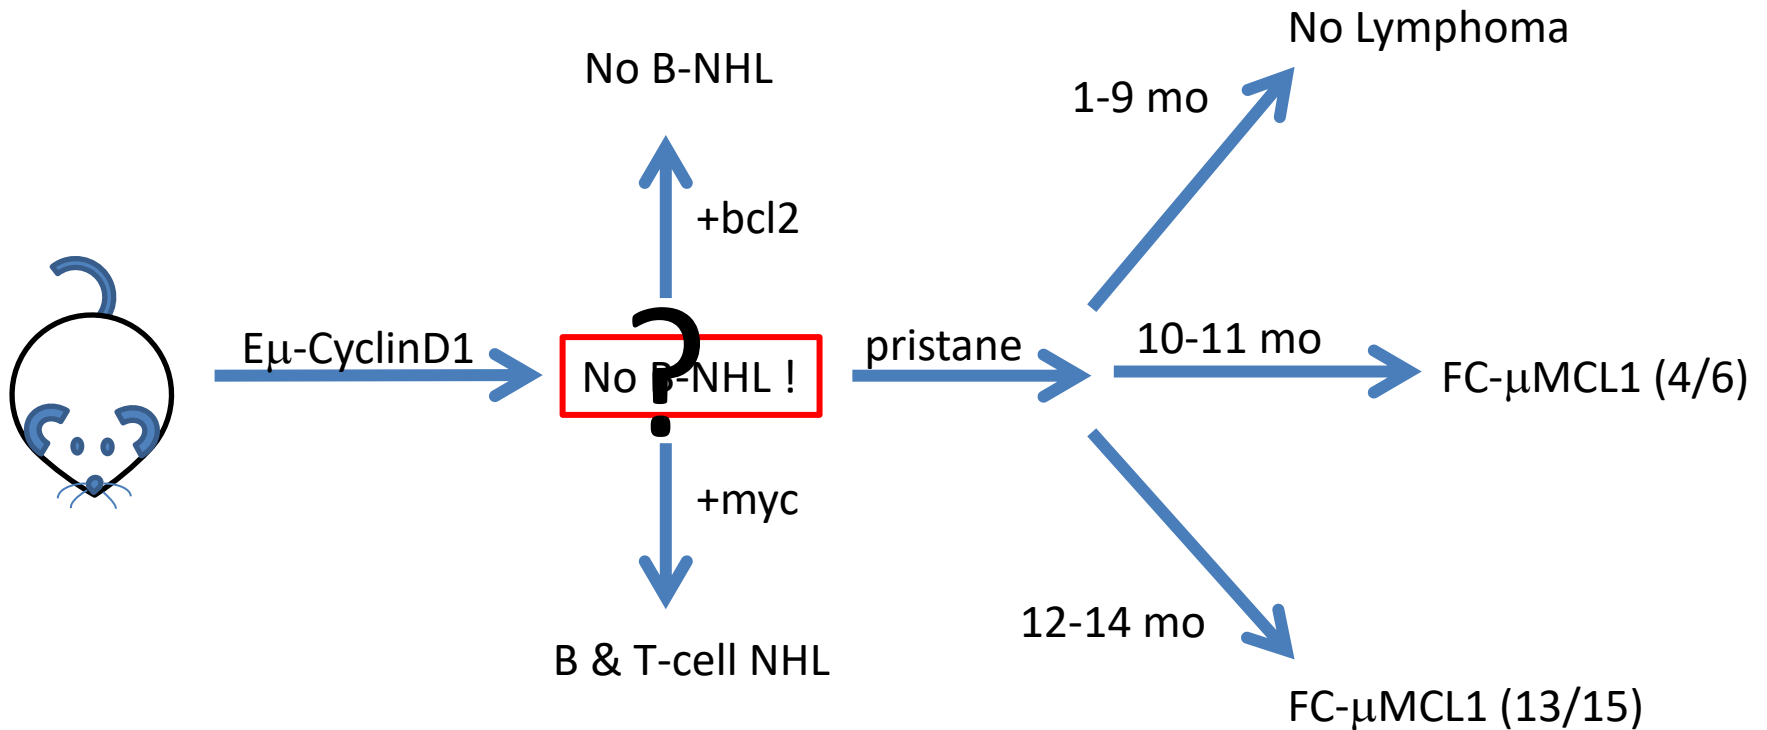 No Lymphoma
No B-NHL
1-9 mo
+bcl2
Eμ-CyclinD1
?
No B-NHL !
pristane
10-11 mo
FC-μMCL1 (4/6)
+myc
12-14 mo
B & T-cell NHL
FC-μMCL1 (13/15)